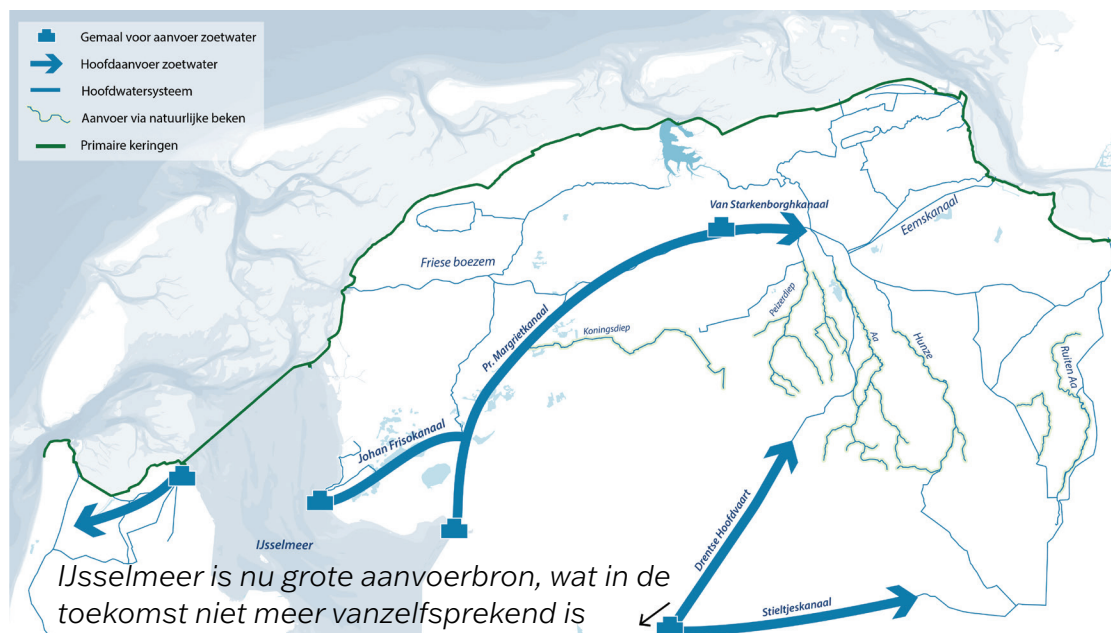 Gemaal voor aanvoer zoetwater
Hoofdaanvoer zoetwater
Hoofdwatersysteem
Aanvoer via natuurlijke beken
Primaire keringen
Van Starkenborghkanaal
Eemskanaal
Friese boezem
Peizerdiep
Koningsdiep
Pr. Margrietkanaal
Aa
Hunze
Ruiten Aa
Johan Frisokanaal
IJsselmeer
Drentse Hoofdvaart
Stieltjeskanaal
IJsselmeer is nu grote aanvoerbron, wat in de
toekomst niet meer vanzelfsprekend is